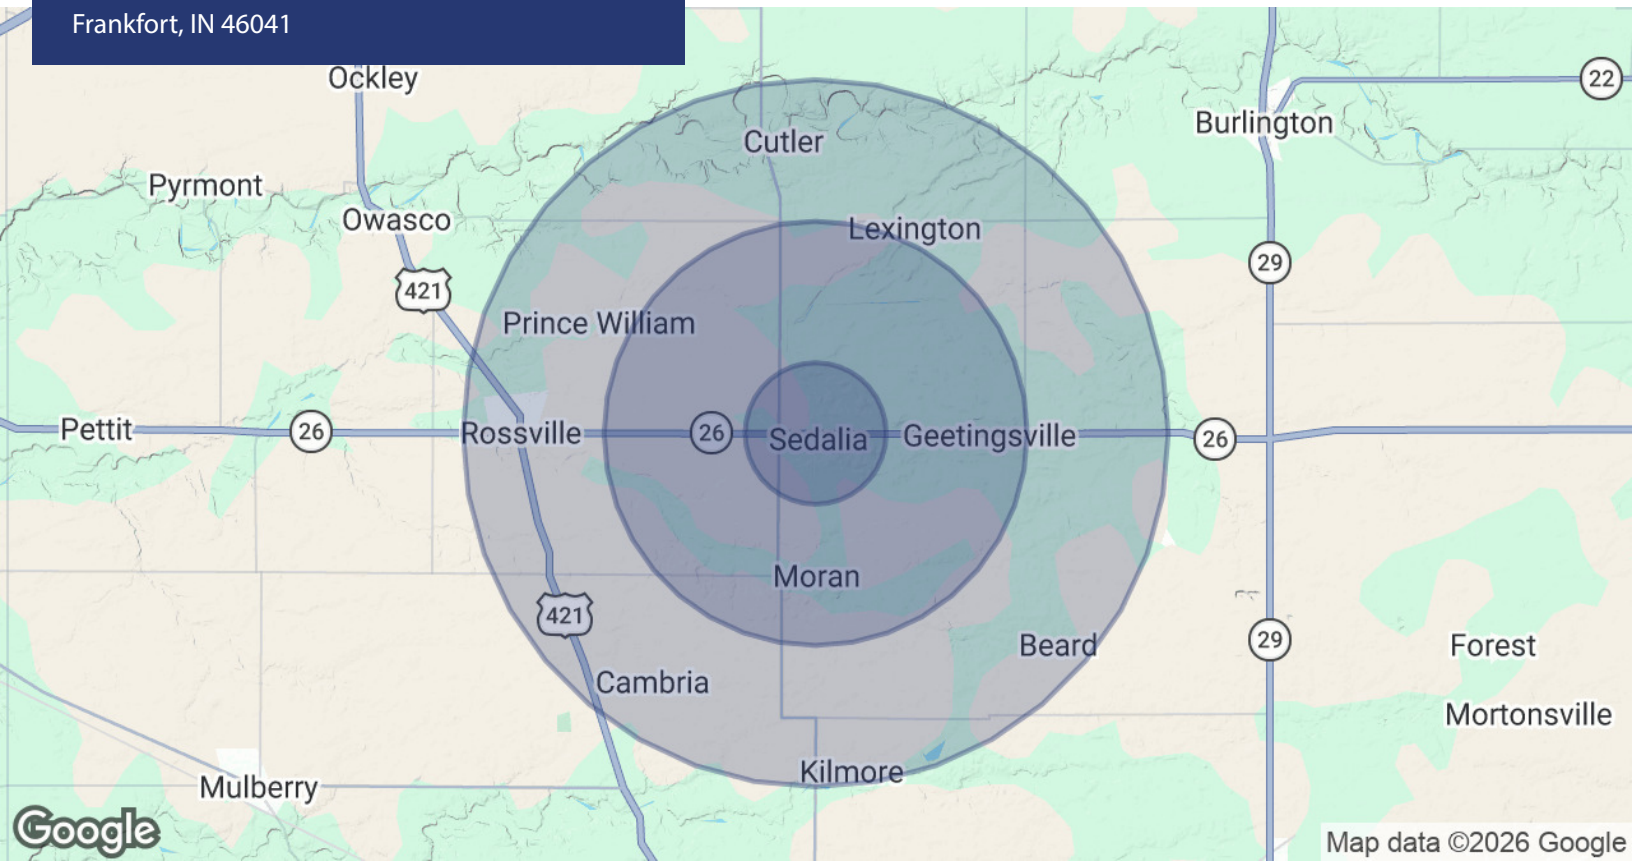 Frankfort, IN 46041
Ockley
22
Cutler
Burlington
Pyrmont
Owasco
Lexington
29
421
Prince William
Pettit
26
Rossville
26
Sedalia
Geetingsville
26
Moran
421
Beard
29
Forest
Cambria
Mortonsville
Kilmore
Mulberry
Google
Map data ©2026 Google